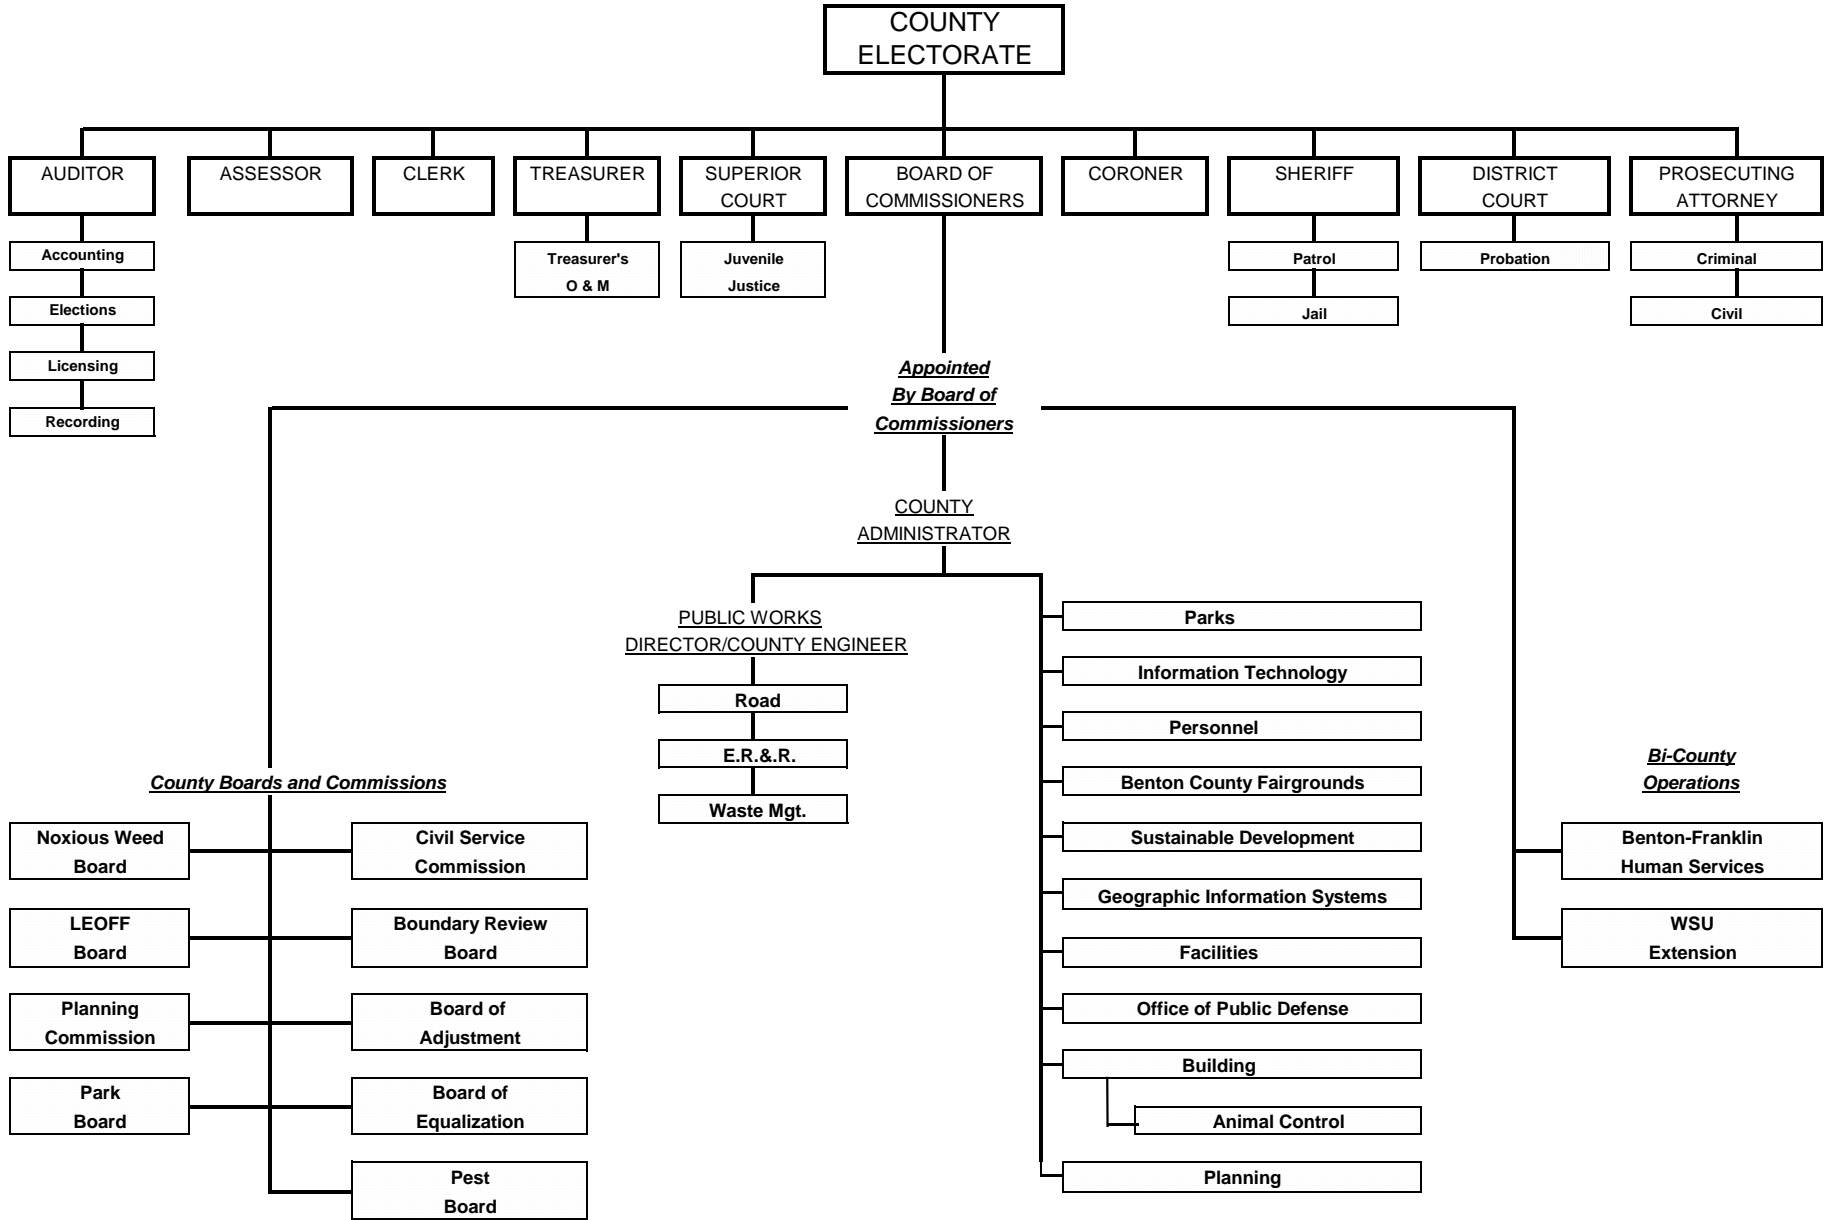 COUNTY
ELECTORATE
AUDITOR
ASSESSOR
CLERK
TREASURER
SUPERIOR
COURT
BOARD OF
COMMISSIONERS
CORONER
SHERIFF
DISTRICT
COURT
PROSECUTING
ATTORNEY
Accounting
Elections
Licensing
Recording
Treasurer's
O & M
Juvenile
Justice
Patrol
Jail
Probation
Criminal
Civil
Appointed
By Board of
Commissioners
COUNTY
ADMINISTRATOR
PUBLIC WORKS
DIRECTOR/COUNTY ENGINEER
Road
E.R.&.R.
Waste Mgt.
Parks
Information Technology
Personnel
Benton County Fairgrounds
Sustainable Development
Geographic Information Systems
Facilities
Office of Public Defense
Building
Animal Control
Planning
County Boards and Commissions
Noxious Weed
Board
Civil Service
Commission
LEOFF
Board
Boundary Review
Board
Planning
Commission
Board of
Adjustment
Park
Board
Board of
Equalization
Pest
Board
Bi-County
Operations
Benton-Franklin
Human Services
WSU
Extension